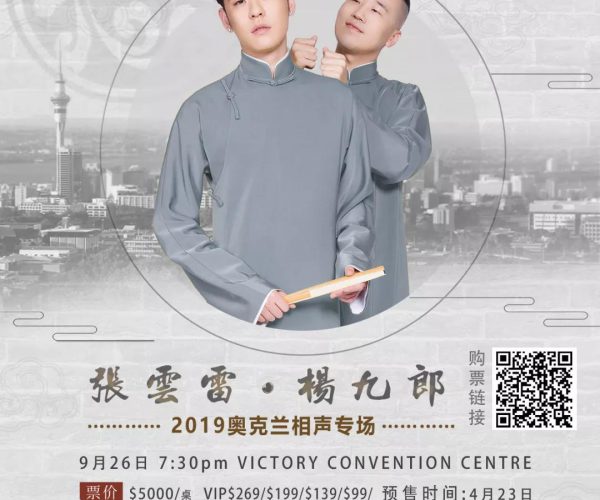 張雲雷·楊九郎
购票链接
2019奥克兰相声专场
9月26日 7:30pm VICTORY CONVENTION CENTRE
票价 $5000/桌 VIP$269/$199/$139/$99/ 预售时间:4月23日